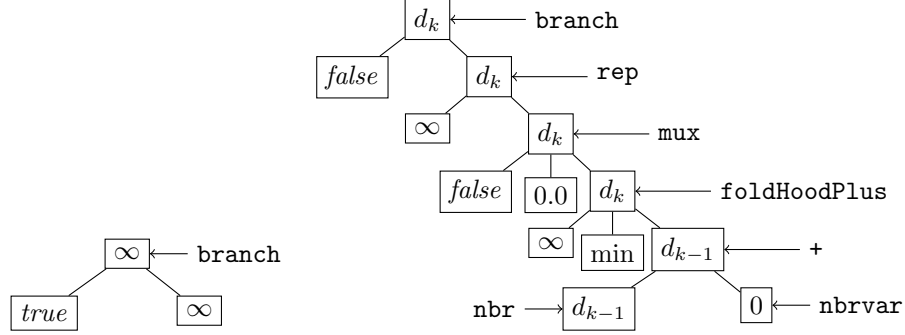 d_k branch
false d_k rep
∞ d_k mux
false 0.0 d_k foldHoodPlus
∞ min d_{k−1} +
nbr d_{k−1} 0 nbrvar
∞ branch
true ∞